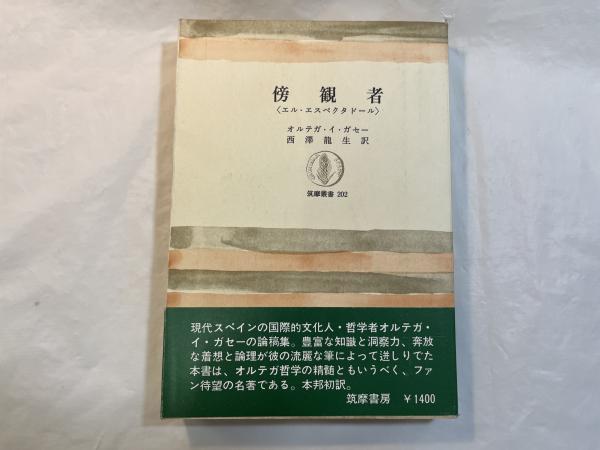 傍観者
〈エル・エスペクタドール〉
オルテガ・イ・ガセー
西澤龍生訳
筑摩叢書 202
現代スペインの国際的文化人・哲学者オルテガ・
イ・ガセーの論稿集。豊富な知識と洞察力、奔放
な着想と論理が彼の流麗な筆によって迸しりでた
本書は、オルテガ哲学の精髄ともいうべく、ファ
ン待望の名著である。本邦初訳。
筑摩書房 ￥1400